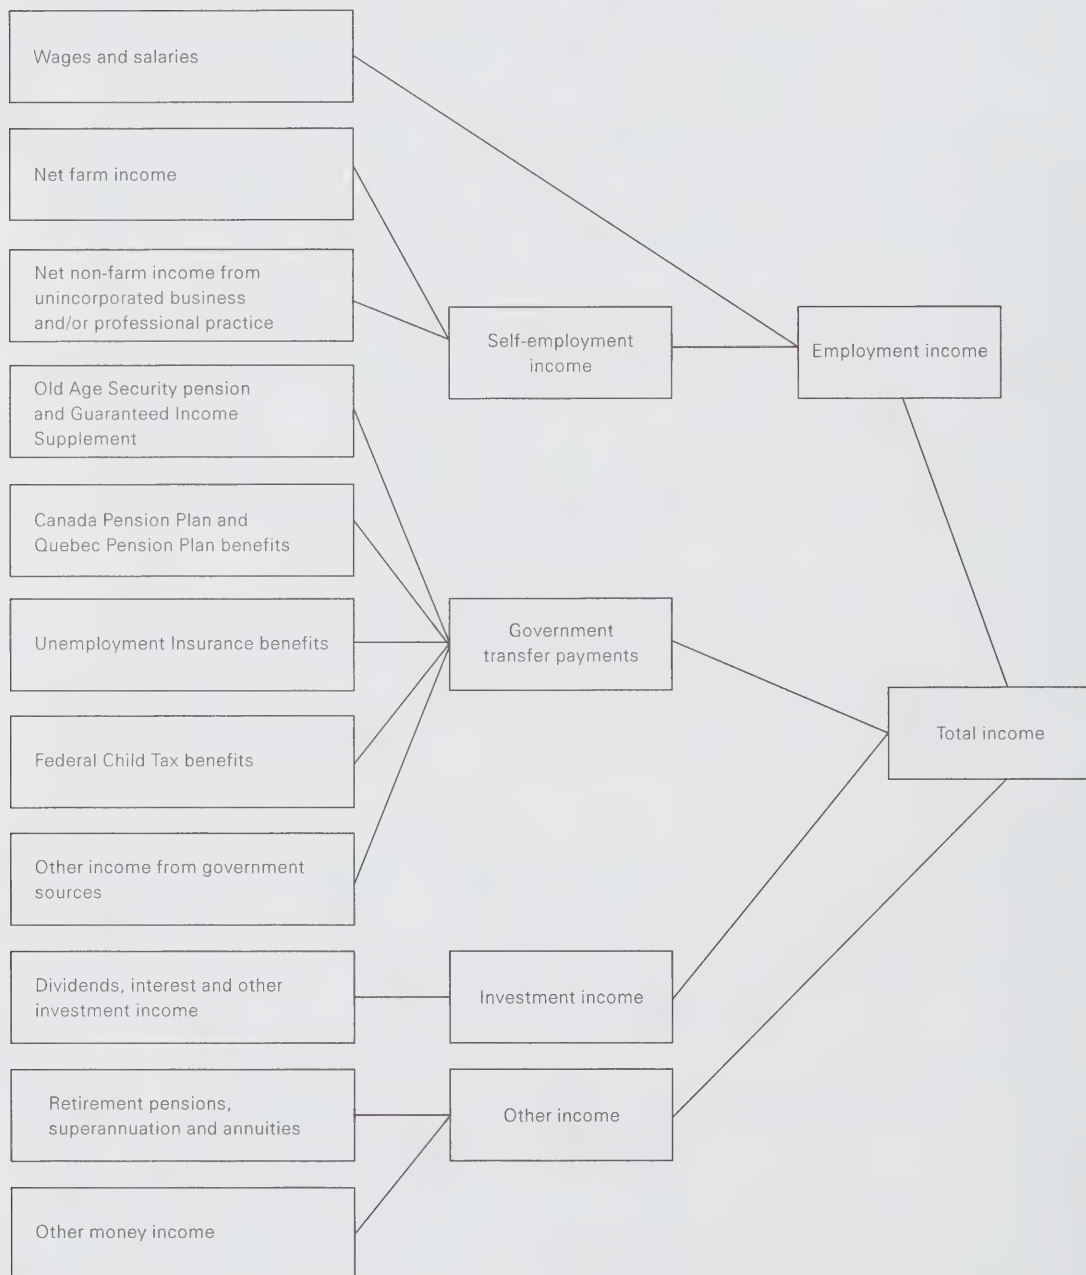 Wages and salaries
Net farm income
Net non-farm income from
unincorporated business
and/or professional practice
Self-employment
income
Employment income
Old Age Security pension
and Guaranteed Income
Supplement
Canada Pension Plan and
Quebec Pension Plan benefits
Unemployment Insurance benefits
Government
transfer payments
Federal Child Tax benefits
Total income
Other income from government
sources
Dividends, interest and other
investment income
Investment income
Retirement pensions,
superannuation and annuities
Other income
Other money income